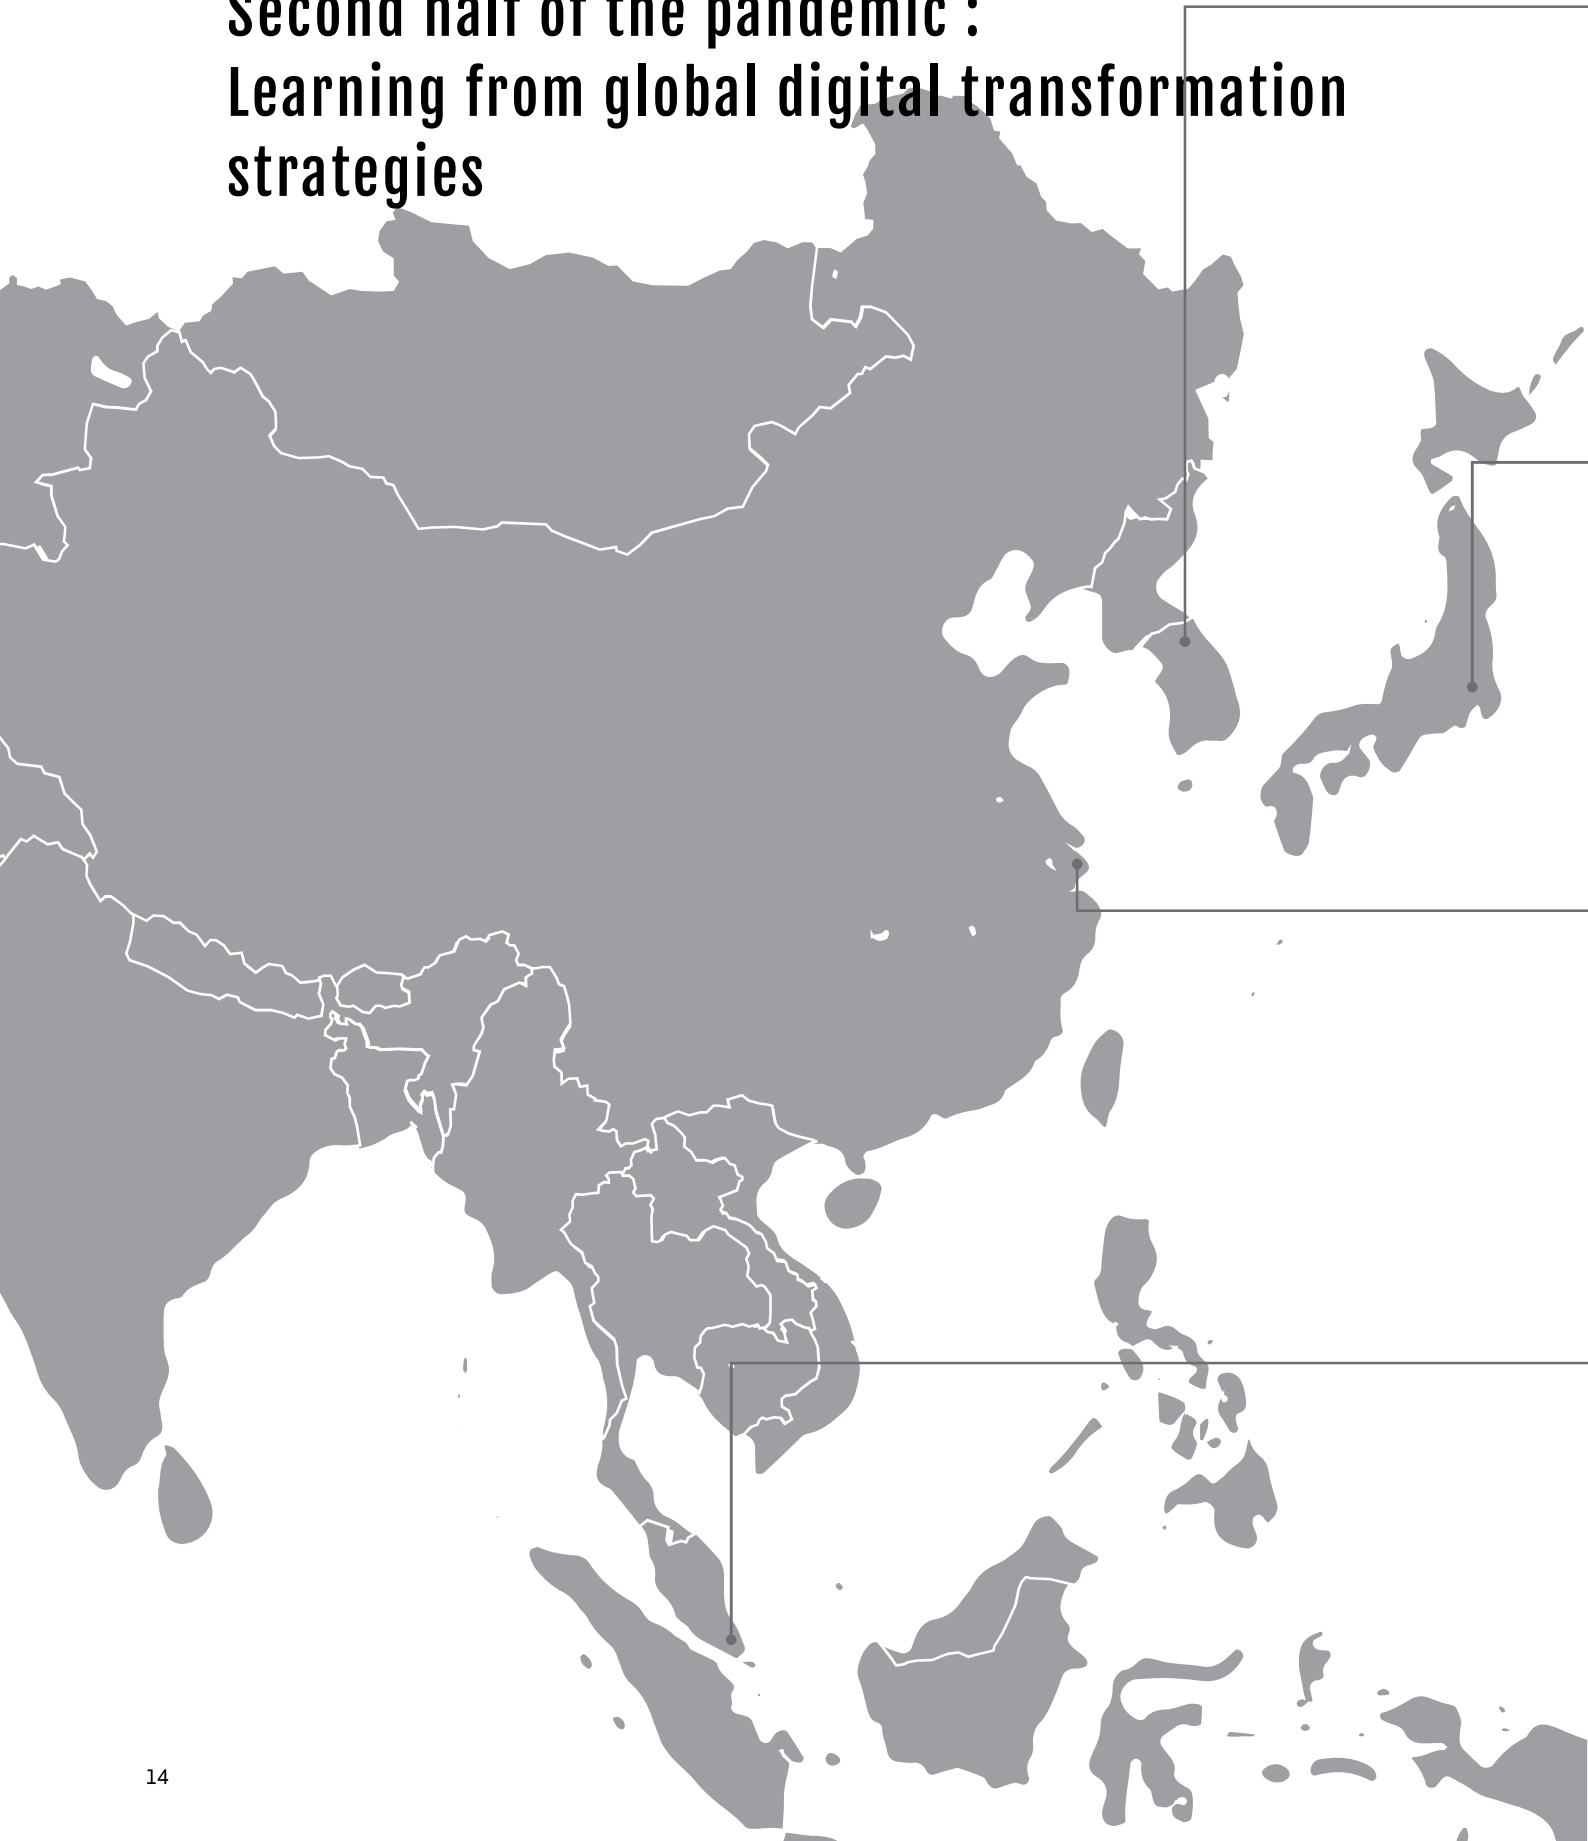 Second half of the pandemic :
Learning from global digital transformation
strategies
14